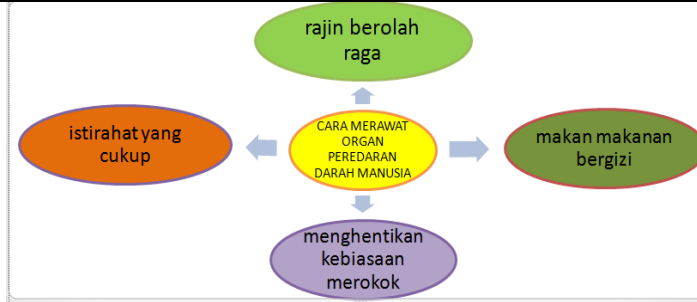 rajin berolah
raga
istirahat yang
cukup
CARA MERAWAT
ORGAN
PEREDARAN
DARAH MANUSIA
makan makanan
bergizi
menghentikan
kebiasaan
merokok